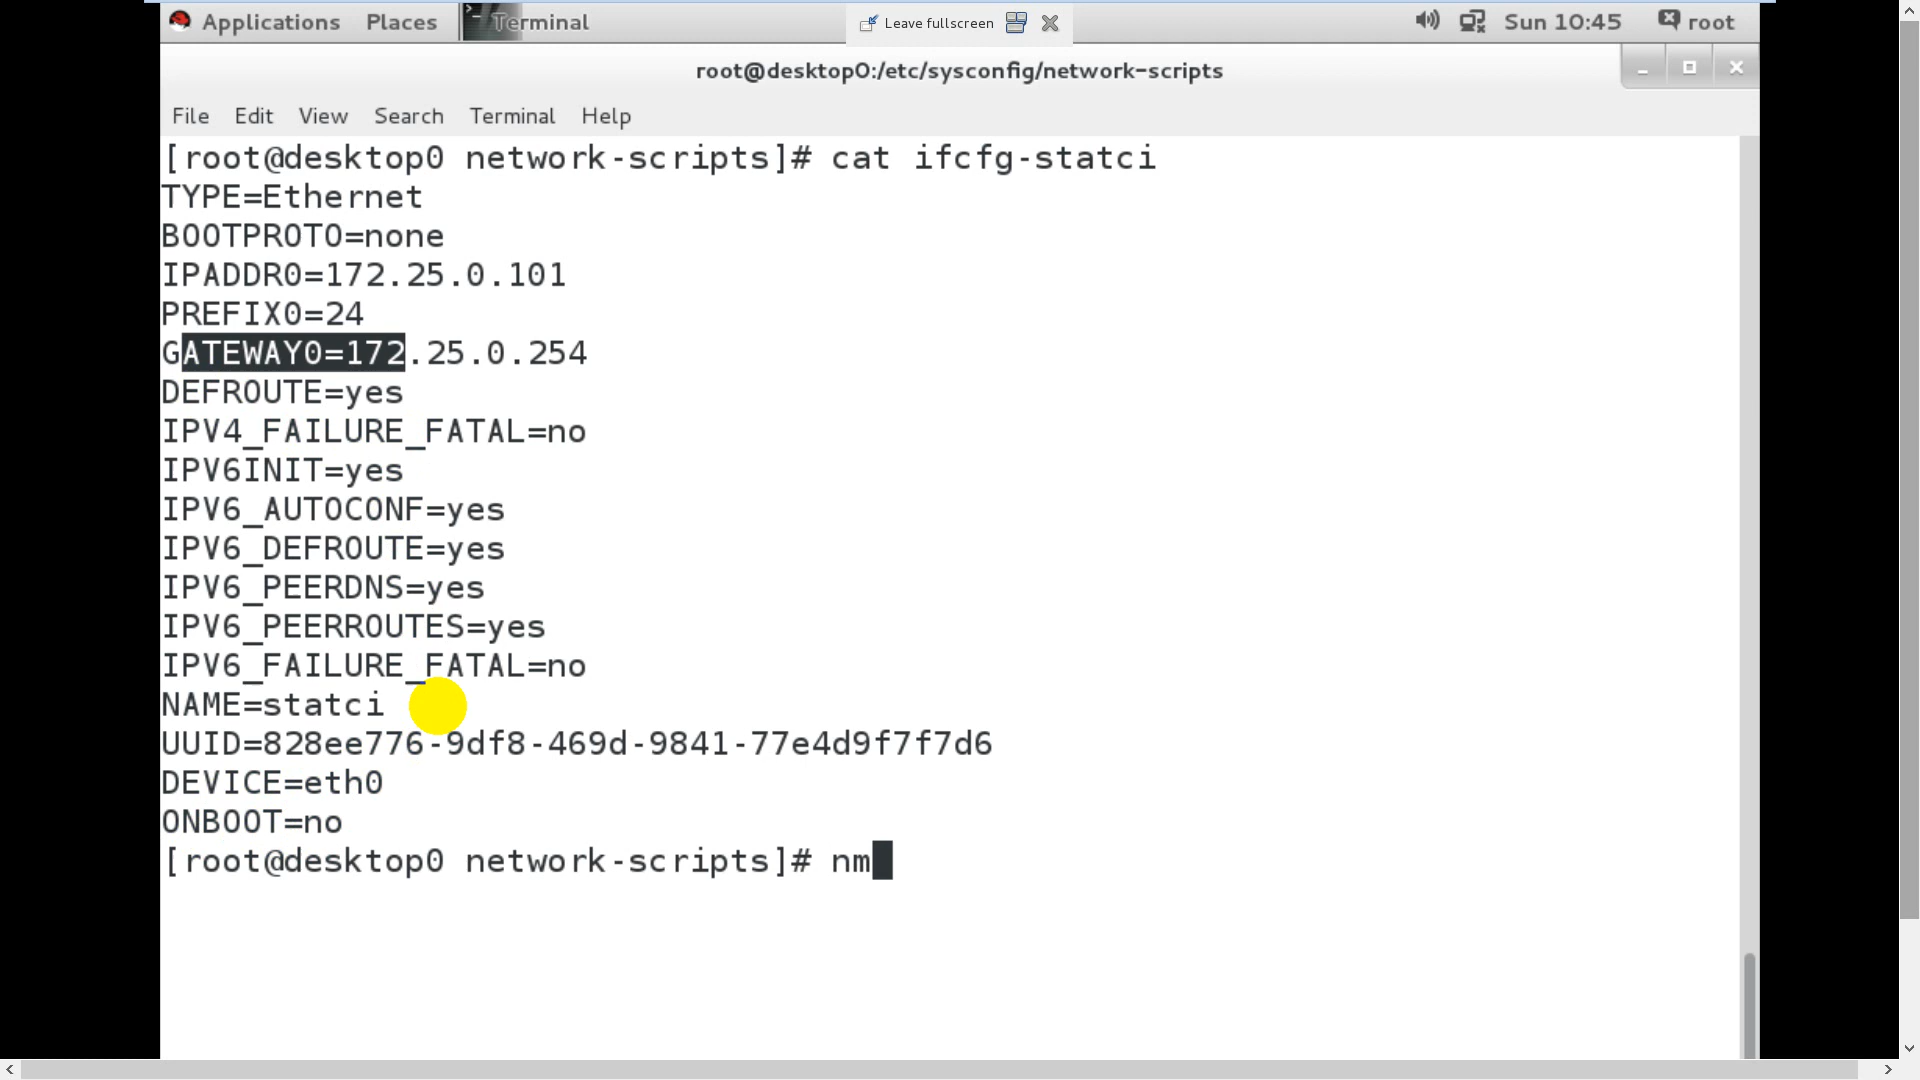 Applications Places Terminal Leave fullscreen Sun 10:45 root
root@desktop0:/etc/sysconfig/network-scripts
File Edit View Search Terminal Help
[root@desktop0 network-scripts]# cat ifcfg-statci
TYPE=Ethernet
BOOTPROTO=none
IPADDR0=172.25.0.101
PREFIX0=24
GATEWAY0=172.25.0.254
DEFROUTE=yes
IPV4_FAILURE_FATAL=no
IPV6INIT=yes
IPV6_AUTOCONF=yes
IPV6_DEFROUTE=yes
IPV6_PEERDNS=yes
IPV6_PEERROUTES=yes
IPV6_FAILURE_FATAL=no
NAME=statci
UUID=828ee776-9df8-469d-9841-77e4d9f7f7d6
DEVICE=eth0
ONBOOT=no
[root@desktop0 network-scripts]# nm